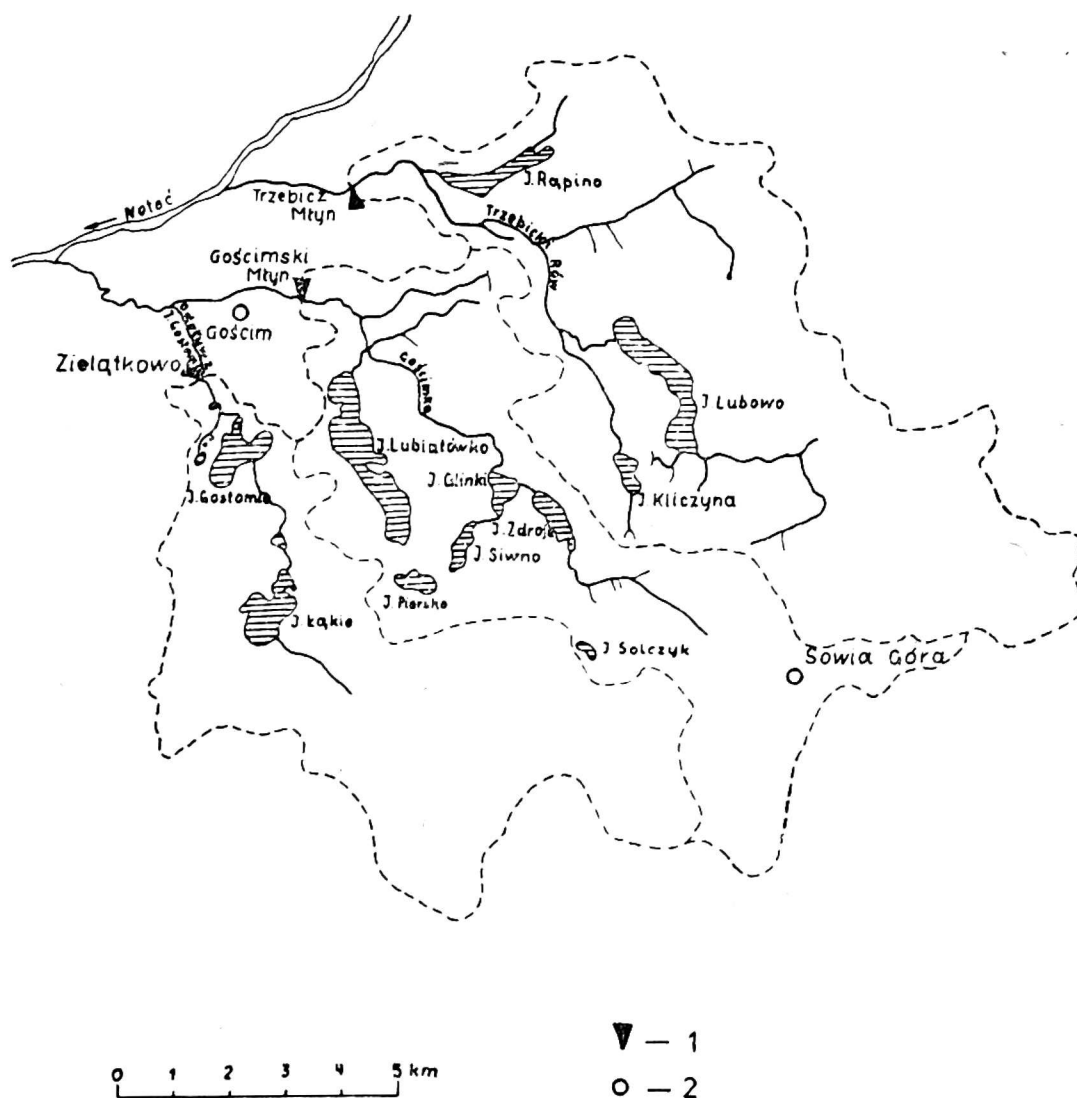 J. Rąpino
Noteć
Trzebicz
Młyn
Trzebicki Rów
Gościmski
Młyn
Gościm
Zielątkowo
Gościmka
J. Lubowo
J. Lubiatówko
J. Glinki
J. Gostomie
J. Kliczyna
J. Zdroje
J. Siwno
J. Piersko
J. Łąkie
J. Solczyk
Sowia Góra
0 1 2 3 4 5 km
1
2